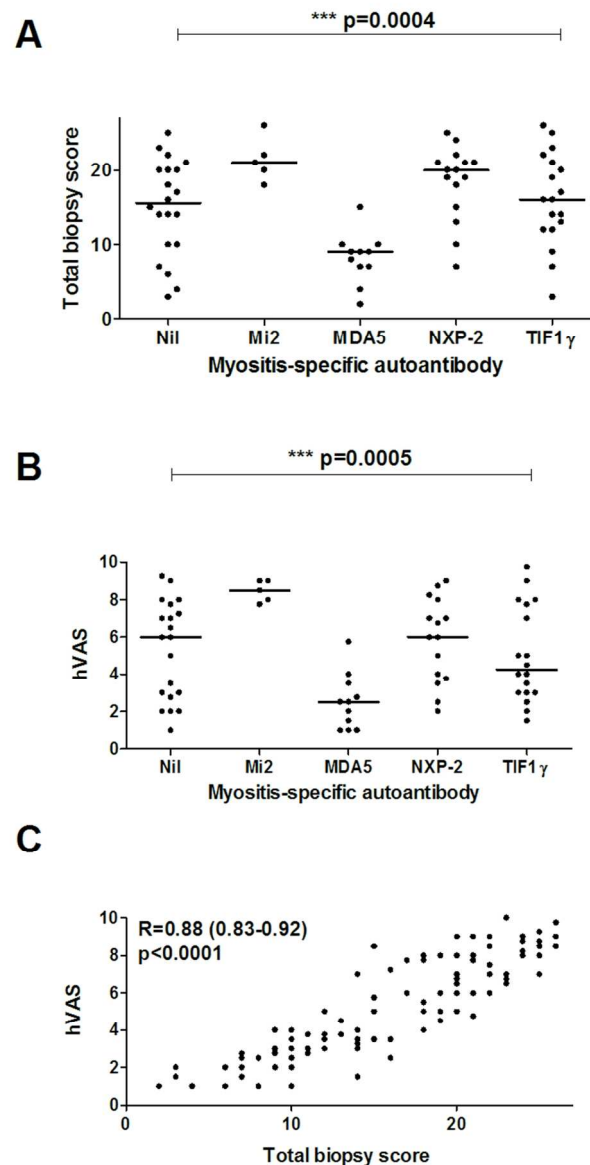 A
*** p=0.0004
Total biopsy score
20
10
0
Nil Mi2 MDA5 NXP-2 TIF1γ
Myositis-specific autoantibody
B
*** p=0.0005
hVAS
10
8
6
4
2
0
Nil Mi2 MDA5 NXP-2 TIF1γ
Myositis-specific autoantibody
C
hVAS
10
8
6
4
2
0
R=0.88 (0.83-0.92)
p<0.0001
0 10 20
Total biopsy score